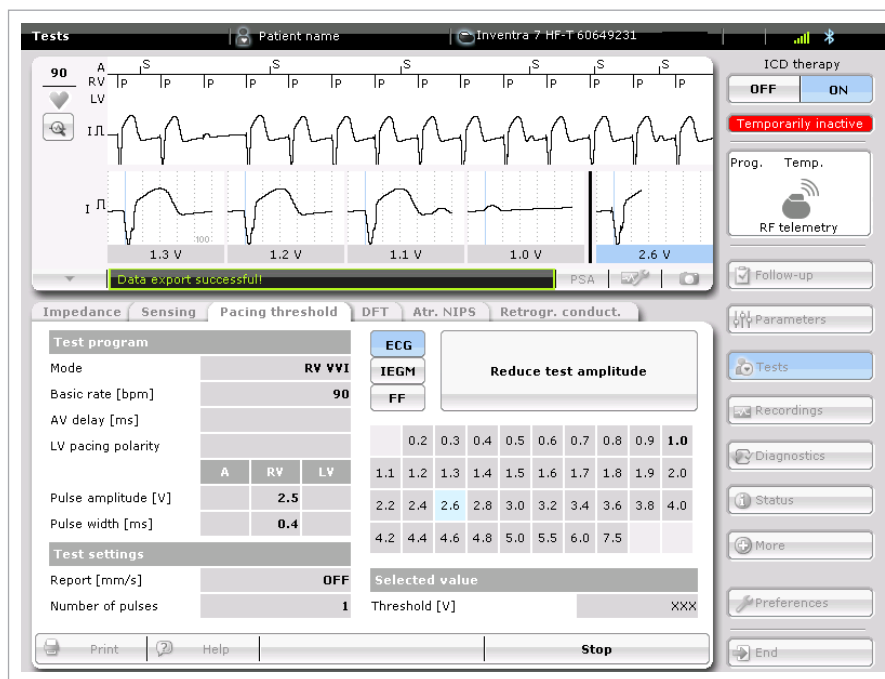 Tests
Patient name
Inventra 7 HF-T 60649231
90
A
RV
LV
S S S S S S
P P P P P P P P P P P P
I
I
100
1.3 V 1.2 V 1.1 V 1.0 V 2.6 V
Data export successful!
PSA
ICD therapy
OFF ON
Temporarily inactive
Prog. Temp.
RF telemetry
Follow-up
Parameters
Tests
Recordings
Diagnostics
Status
More
Preferences
End
Impedance Sensing Pacing threshold DFT Atr. NIPS Retrogr. conduct.
Test program
Mode RV VVI
Basic rate [bpm] 90
AV delay [ms]
LV pacing polarity
A RV LV
Pulse amplitude [V] 2.5
Pulse width [ms] 0.4
Test settings
Report [mm/s] OFF
Number of pulses 1
ECG
IEGM
FF
Reduce test amplitude
0.2 0.3 0.4 0.5 0.6 0.7 0.8 0.9 1.0
1.1 1.2 1.3 1.4 1.5 1.6 1.7 1.8 1.9 2.0
2.2 2.4 2.6 2.8 3.0 3.2 3.4 3.6 3.8 4.0
4.2 4.4 4.6 4.8 5.0 5.5 6.0 7.5
Selected value
Threshold [V] XXX
Print Help Stop